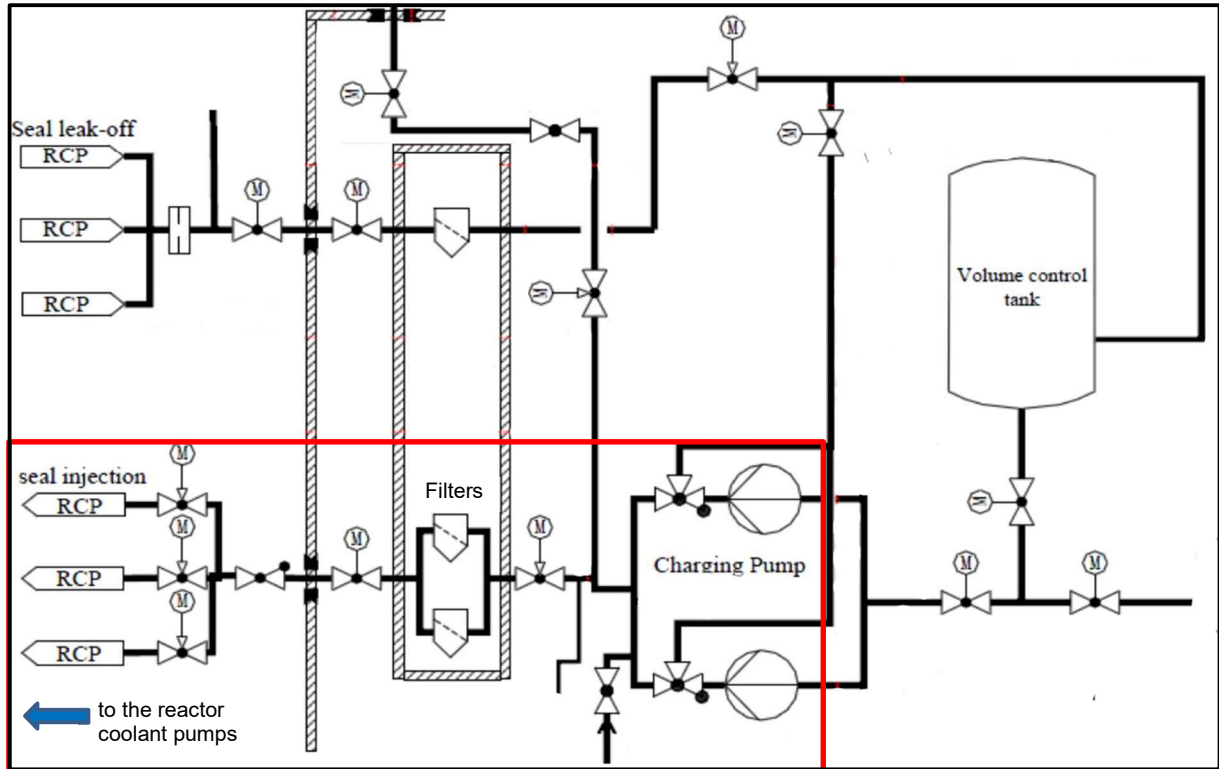 M
M
M
Seal leak-off
RCP
M
M
RCP
Volume control
tank
M
RCP
M
seal injection
Filters
RCP
M
M
M
Charging Pump
M
M
RCP
M
RCP
to the reactor
coolant pumps